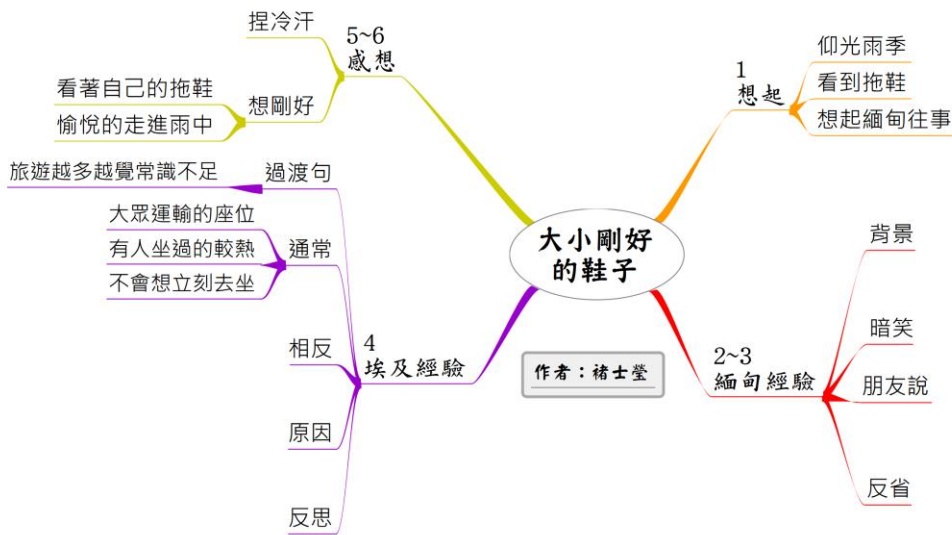 大小剛好
的鞋子
作者：褚士瑩
1
想起
仰光雨季
看到拖鞋
想起緬甸往事
2~3
緬甸經驗
背景
暗笑
朋友說
反省
4
埃及經驗
過渡句
旅遊越多越覺常識不足
通常
大眾運輸的座位
有人坐過的較熱
不會想立刻去坐
相反
原因
反思
5~6
感想
捏冷汗
想剛好
看著自己的拖鞋
愉悅的走進雨中